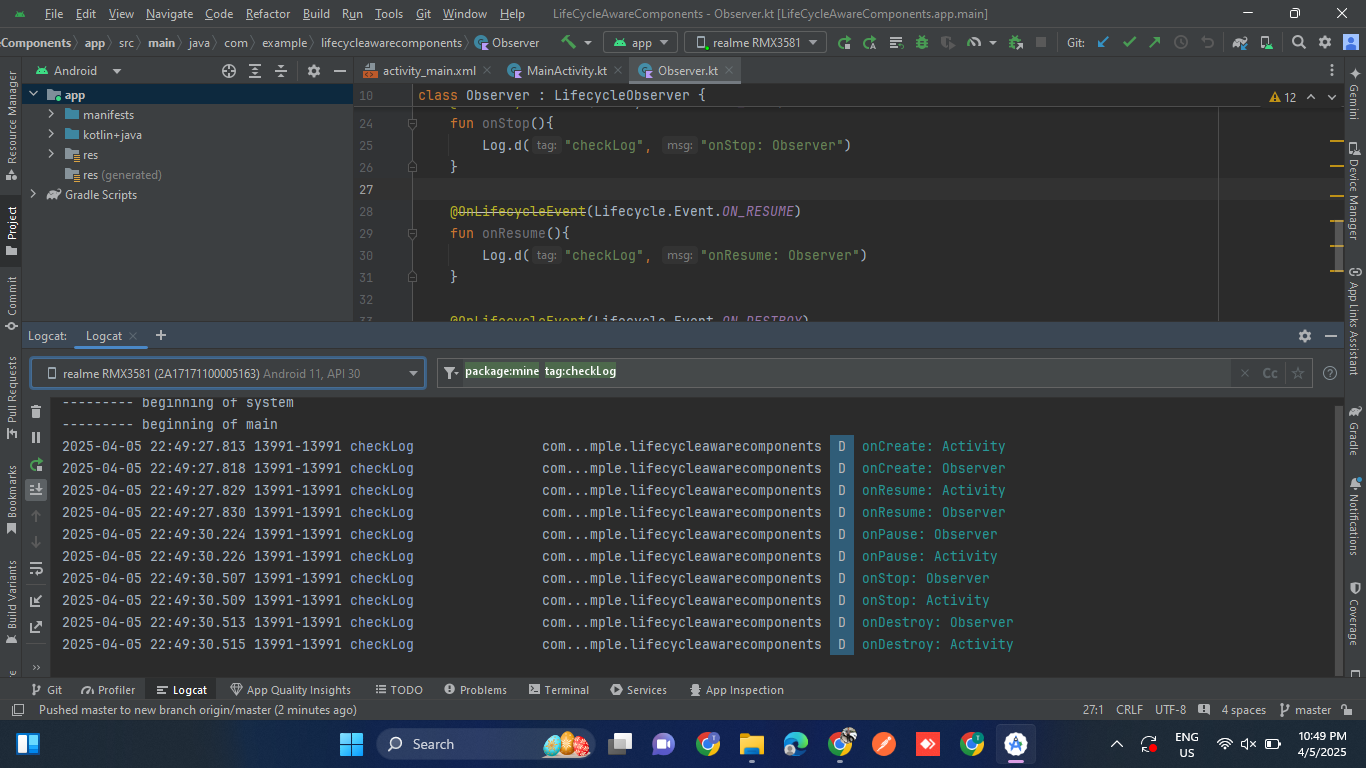 File Edit View Navigate Code Refactor Build Run Tools Git Window Help LifeCycleAwareComponents - Observer.kt [LifeCycleAwareComponents.app.main]
Components app src main java com example lifecycleawarecomponents Observer app realme RMX3581 Git:
Android activity_main.xml MainActivity.kt Observer.kt
Resource Manager
Project
Commit
Pull Requests
Bookmarks
Build Variants
app
manifests
kotlin+java
res
res (generated)
Gradle Scripts
10 class Observer : LifecycleObserver { 12
24 fun onStop(){
25 Log.d( tag: "checkLog", msg: "onStop: Observer")
26 }
27
28 @OnLifecycleEvent(Lifecycle.Event.ON_RESUME)
30 Log.d( tag: "checkLog", msg: "onResume: Observer")
29 fun onResume(){
31 }
32
33 @OnLifecycleEvent(Lifecycle.Event.ON_DESTROY)
Logcat: Logcat
realme RMX3581 (2A17171100005163) Android 11, API 30 package:mine tag:checkLog Cc
--------- beginning of system
--------- beginning of main
2025-04-05 22:49:27.813 13991-13991 checkLog com...mple.lifecycleawarecomponents D onCreate: Activity
2025-04-05 22:49:27.818 13991-13991 checkLog com...mple.lifecycleawarecomponents D onCreate: Observer
2025-04-05 22:49:27.829 13991-13991 checkLog com...mple.lifecycleawarecomponents D onResume: Activity
2025-04-05 22:49:27.830 13991-13991 checkLog com...mple.lifecycleawarecomponents D onResume: Observer
2025-04-05 22:49:30.224 13991-13991 checkLog com...mple.lifecycleawarecomponents D onPause: Observer
2025-04-05 22:49:30.226 13991-13991 checkLog com...mple.lifecycleawarecomponents D onPause: Activity
2025-04-05 22:49:30.507 13991-13991 checkLog com...mple.lifecycleawarecomponents D onStop: Observer
2025-04-05 22:49:30.509 13991-13991 checkLog com...mple.lifecycleawarecomponents D onStop: Activity
2025-04-05 22:49:30.513 13991-13991 checkLog com...mple.lifecycleawarecomponents D onDestroy: Observer
2025-04-05 22:49:30.515 13991-13991 checkLog com...mple.lifecycleawarecomponents D onDestroy: Activity
Gemini
Device Manager
App Links Assistant
Gradle
Notifications
Coverage
Git Profiler Logcat App Quality Insights TODO Problems Terminal Services App Inspection
Pushed master to new branch origin/master (2 minutes ago) 27:1 CRLF UTF-8 4 spaces master
Search ENG 10:49 PM
US 4/5/2025